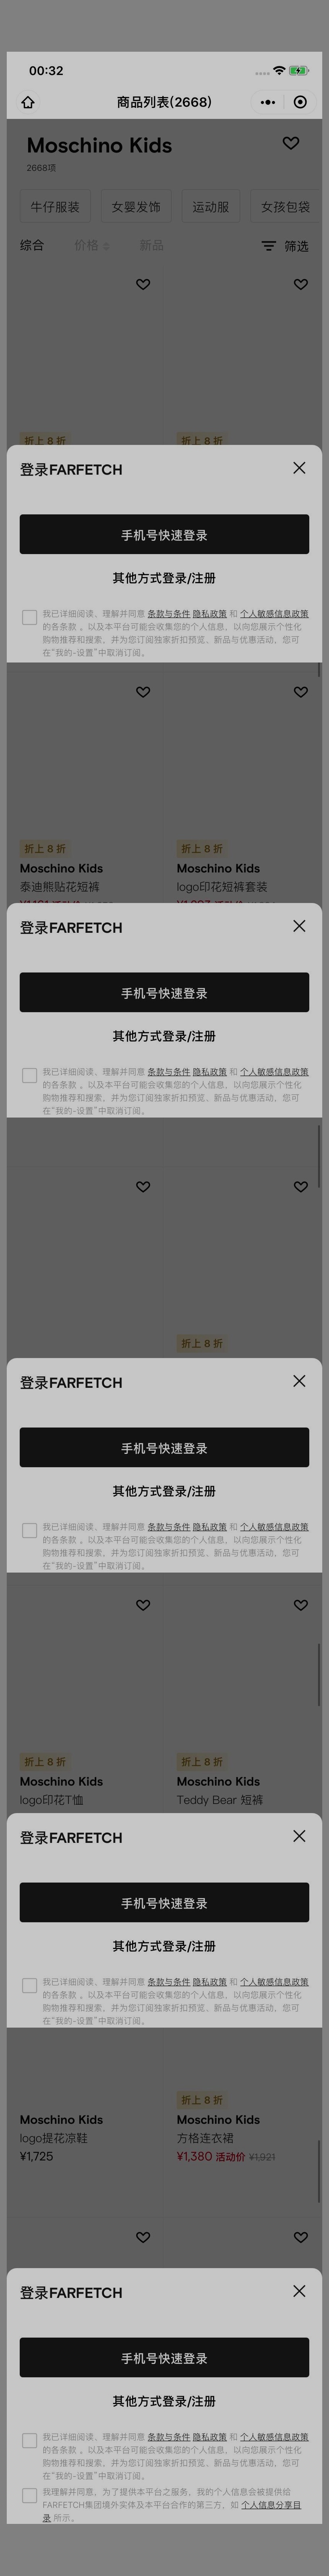 00:32
商品列表(2668)
Moschino Kids
2668项
牛仔服装 女婴发饰 运动服 女孩包袋
综合 价格 新品 筛选
折上 8 折 折上 8 折
登录FARFETCH
手机号快速登录
其他方式登录/注册
我已详细阅读、理解并同意 条款与条件 隐私政策 和 个人敏感信息政策
的各条款 。以及本平台可能会收集您的个人信息，以向您展示个性化
购物推荐和搜索，并为您订阅独家折扣预览、新品与优惠活动，您可
在“我的-设置”中取消订阅。
折上 8 折 折上 8 折
Moschino Kids Moschino Kids
泰迪熊贴花短裤 logo印花短裤套装
登录FARFETCH
手机号快速登录
其他方式登录/注册
我已详细阅读、理解并同意 条款与条件 隐私政策 和 个人敏感信息政策
的各条款 。以及本平台可能会收集您的个人信息，以向您展示个性化
购物推荐和搜索，并为您订阅独家折扣预览、新品与优惠活动，您可
在“我的-设置”中取消订阅。
折上 8 折
登录FARFETCH
手机号快速登录
其他方式登录/注册
我已详细阅读、理解并同意 条款与条件 隐私政策 和 个人敏感信息政策
的各条款 。以及本平台可能会收集您的个人信息，以向您展示个性化
购物推荐和搜索，并为您订阅独家折扣预览、新品与优惠活动，您可
在“我的-设置”中取消订阅。
折上 8 折 折上 8 折
Moschino Kids Moschino Kids
logo印花T恤 Teddy Bear 短裤
登录FARFETCH
手机号快速登录
其他方式登录/注册
我已详细阅读、理解并同意 条款与条件 隐私政策 和 个人敏感信息政策
的各条款 。以及本平台可能会收集您的个人信息，以向您展示个性化
购物推荐和搜索，并为您订阅独家折扣预览、新品与优惠活动，您可
在“我的-设置”中取消订阅。
折上 8 折
Moschino Kids Moschino Kids
logo提花凉鞋 方格连衣裙
¥1,725 ¥1,380 活动价 ¥1,921
登录FARFETCH
手机号快速登录
其他方式登录/注册
我已详细阅读、理解并同意 条款与条件 隐私政策 和 个人敏感信息政策
的各条款 。以及本平台可能会收集您的个人信息，以向您展示个性化
购物推荐和搜索，并为您订阅独家折扣预览、新品与优惠活动，您可
在“我的-设置”中取消订阅。
我理解并同意，为了提供本平台之服务，我的个人信息会被提供给
FARFETCH集团境外实体及本平台合作的第三方，如 个人信息分享目
录 所示。